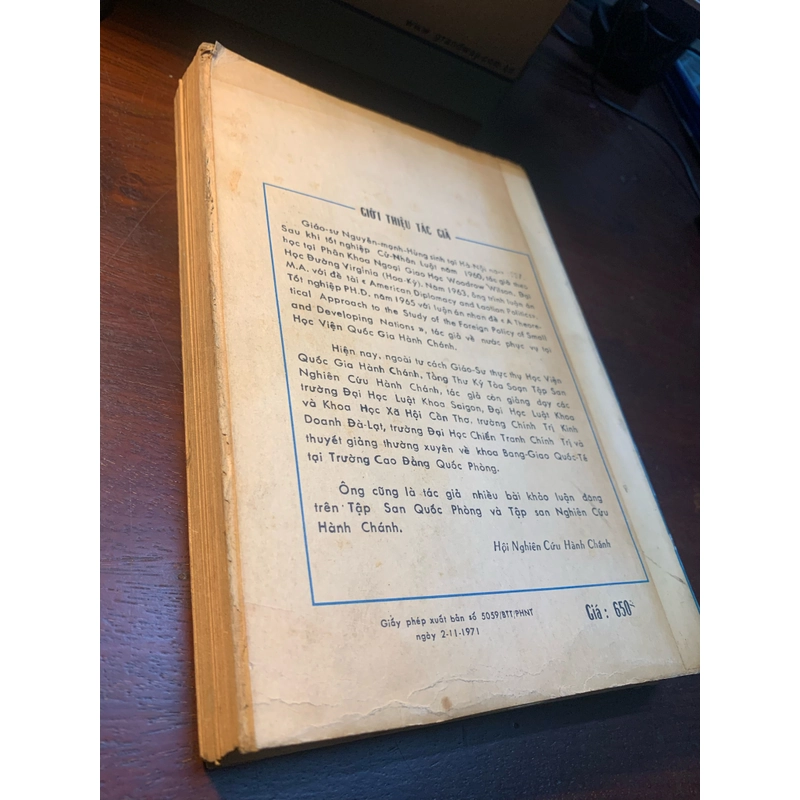 www.grandway.com.vn
GIỚI THIỆU TÁC GIẢ
Giáo-sư Nguyễn-mạnh-Hùng sinh tại Hà-Nội
Sau khi tốt nghiệp Cử-Nhân Luật năm 1960, tác giả theo
học tại Phân Khoa Ngoại Giao Học Woodrow Wilson, Đại
Học Đường Virginia (Hoa-Kỳ). Năm 1963, ông trình luận án
M.A. với đề tài « American Diplomacy and Laotian Politics»
Tốt nghiệp PH.D. năm 1965 với luận án nhan đề «A Theore-
tical Approach to the Study of the Foreign Policy of Small
and Developing Nations », tác giả về nước phục vụ tại
Học Viện Quốc Gia Hành Chánh.
Hiện nay, ngoài tư cách Giáo-Sư thực thụ Học Viện
Quốc Gia Hành Chánh, Tổng Thư Ký Tòa Soạn Tập San
Nghiên Cứu Hành Chánh, tác giả còn giảng dạy các
trường Đại Học Luật Khoa Saigon, Đại Học Luật Khoa
và Khoa Học Xã Hội Cần Thơ, trường Chính Trị Kinh
Doanh Đà-Lạt, trường Đại Học Chiến Tranh Chính Trị và
thuyết giảng thường xuyên về khoa Bang-Giao Quốc-Tế
tại Trường Cao Đẳng Quốc Phòng.
Ông cũng là tác giả nhiều bài khảo luận đăng
trên Tập San Quốc Phòng và Tập san Nghiên Cứu
Hành Chánh.
Hội Nghiên Cứu Hành Chánh
Giấy phép xuất bản số 5059/BTT/PHNT
ngày 2-11-1971
Giá : 650đ